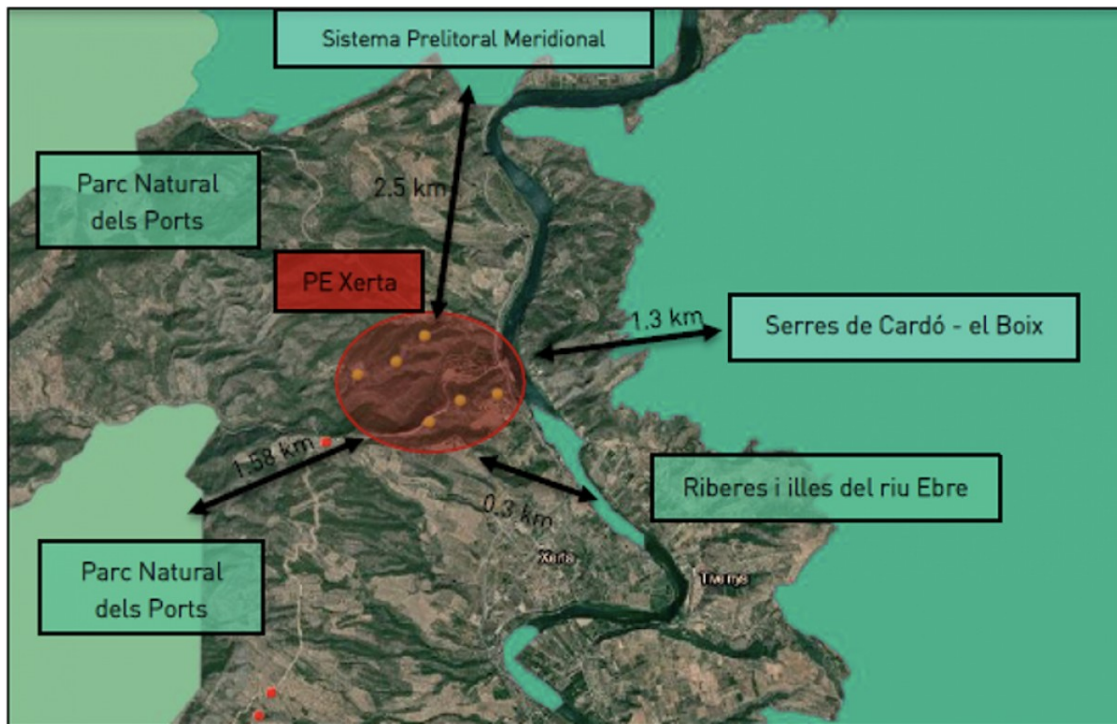 Sistema Prelitoral Meridional
Parc Natural
dels Ports
2.5 km
PE Xerta
1.3 km
Serres de Cardó - el Boix
1.58 km
0.3 km
Riberes i illes del riu Ebre
Parc Natural
dels Ports
Xerta
Tivenys